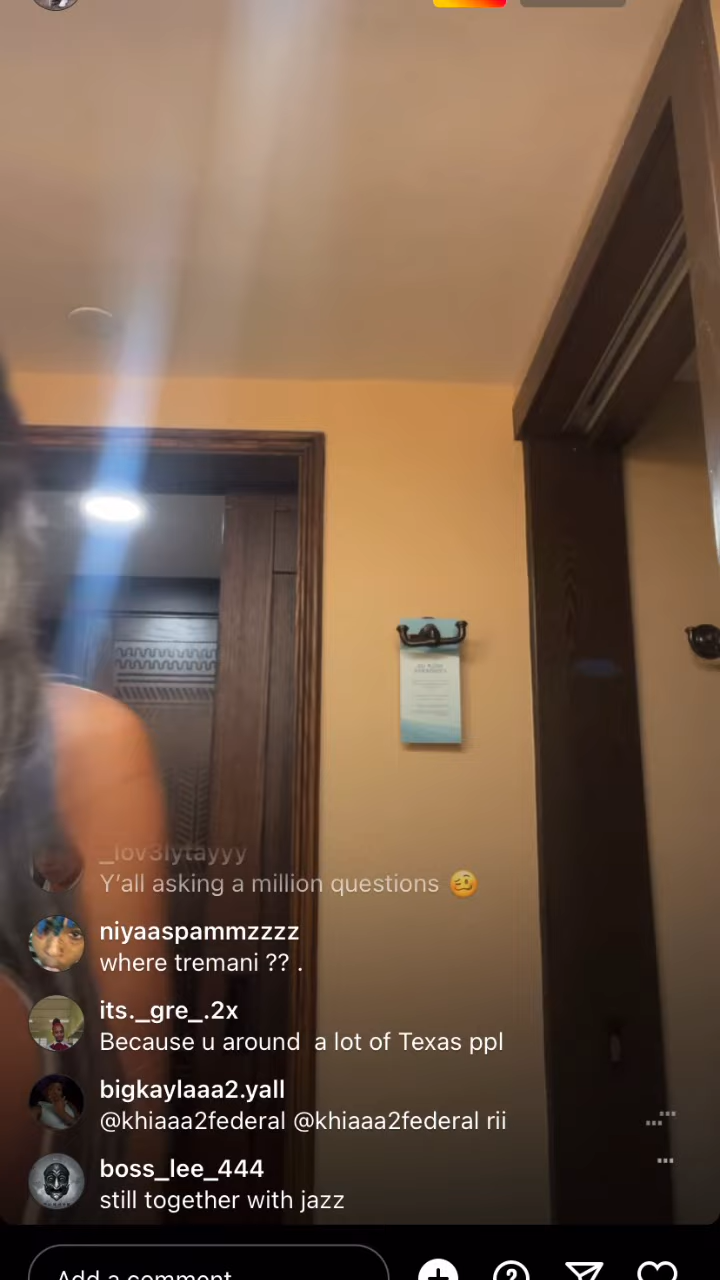 _lov3lytayyy
Y'all asking a million questions 🥴
niyaaspammzzzz
where tremani ?? .
its._gre_.2x
Because u around  a lot of Texas ppl
bigkaylaaa2.yall
@khiaaa2federal @khiaaa2federal rii
boss_lee_444
still together with jazz
Add a comment